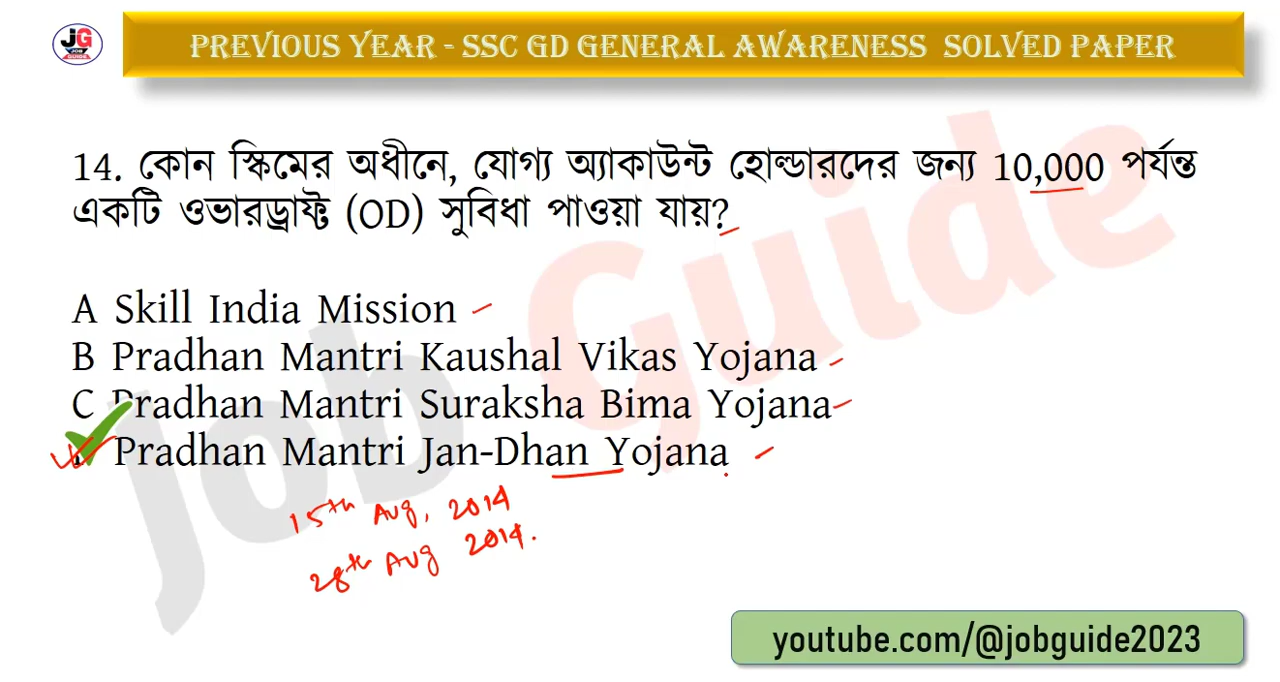 JG
JOB
GUIDE
PREVIOUS YEAR - SSC GD GENERAL AWARENESS SOLVED PAPER
14. কোন স্কিমের অধীনে, যোগ্য অ্যাকাউন্ট হোল্ডারদের জন্য 10,000 পর্যন্ত
একটি ওভারড্রাফ্ট (OD) সুবিধা পাওয়া যায়?
A Skill India Mission
B Pradhan Mantri Kaushal Vikas Yojana
C Pradhan Mantri Suraksha Bima Yojana
Pradhan Mantri Jan-Dhan Yojana
15th Aug, 2014
28th Aug 2014.
Job Guide
youtube.com/@jobguide2023